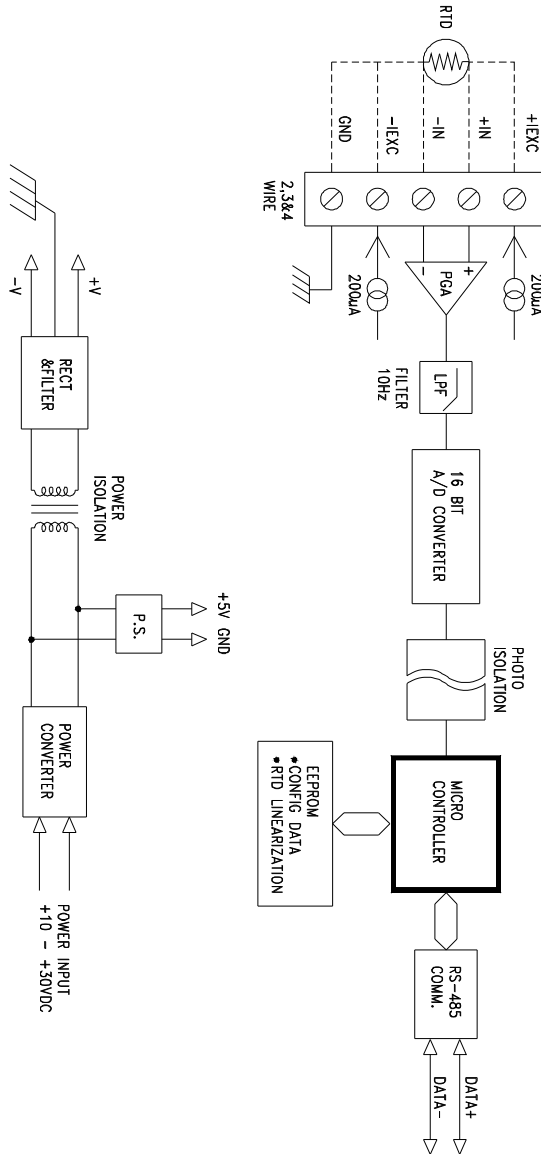 RTD
+IEXC
+IN
-IN
-IEXC
GND
2,3&4
WIRE
200uA
200uA
+
-
PGA
LPF
FILTER
10Hz
16 BIT
A/D CONVERTER
PHOTO
ISOLATION
MICRO
CONTROLLER
EEPROM
*CONFIG DATA
*RTD LINEARIZATION
RS-485
COMM.
DATA+
DATA-
+V
-V
RECT
&FILTER
POWER
ISOLATION
+5V GND
P.S.
POWER
CONVERTER
POWER INPUT
+10 - +30VDC